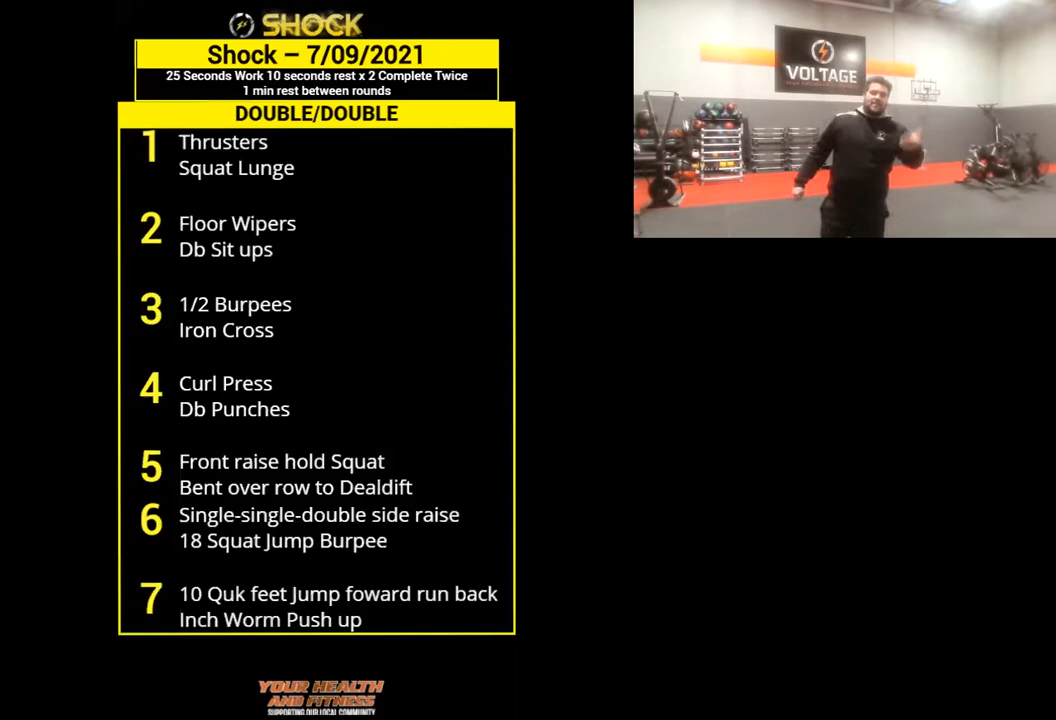 SHOCK
Shock – 7/09/2021
25 Seconds Work 10 seconds rest x 2 Complete Twice
1 min rest between rounds
DOUBLE/DOUBLE
1 Thrusters
Squat Lunge
2 Floor Wipers
Db Sit ups
3 1/2 Burpees
Iron Cross
4 Curl Press
Db Punches
5 Front raise hold Squat
Bent over row to Dealdift
6 Single-single-double side raise
18 Squat Jump Burpee
7 10 Quk feet Jump foward run back
Inch Worm Push up
YOUR HEALTH
AND FITNESS
SUPPORTING OUR LOCAL COMMUNITY
VOLTAGE